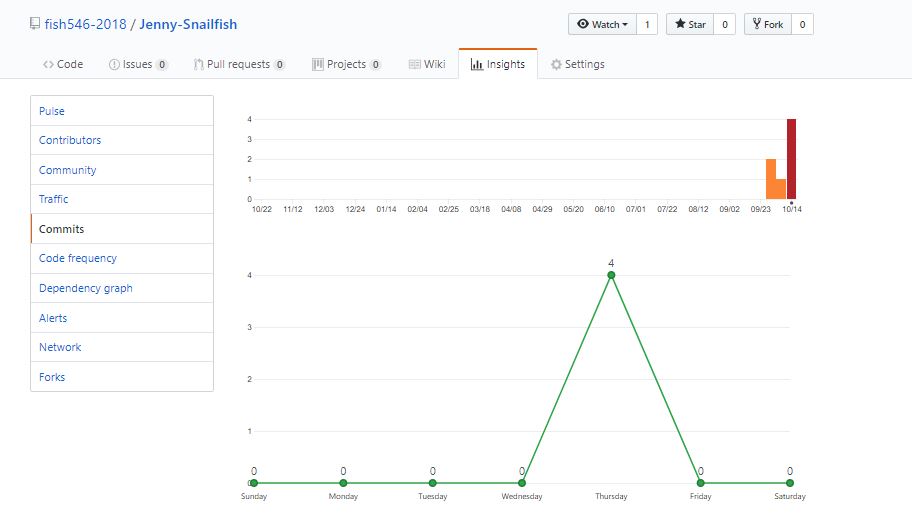 fish546-2018 / Jenny-Snailfish
Watch 1 Star 0 Fork 0
Code Issues 0 Pull requests 0 Projects 0 Wiki Insights Settings
Pulse
Contributors
Community
Traffic
Commits
Code frequency
Dependency graph
Alerts
Network
Forks
4
3
2
1
0
10/22 11/12 12/03 12/24 01/14 02/04 02/25 03/16 04/08 04/29 05/20 06/10 07/01 07/22 08/12 09/02 09/23 10/14
4
4
3
2
1
0
0 0 0 0 0 0
Sunday Monday Tuesday Wednesday Thursday Friday Saturday